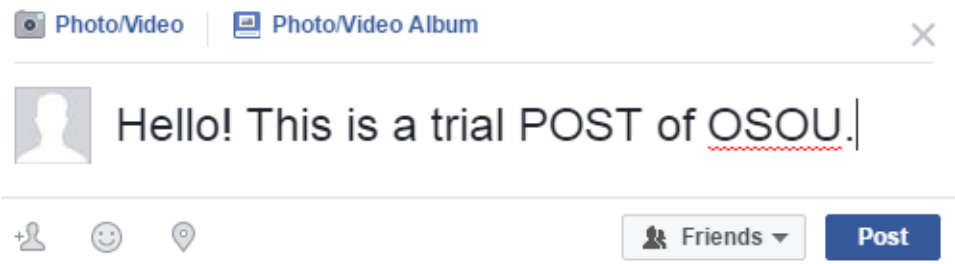 Photo/Video Photo/Video Album
Hello! This is a trial POST of OSOU.
Friends Post